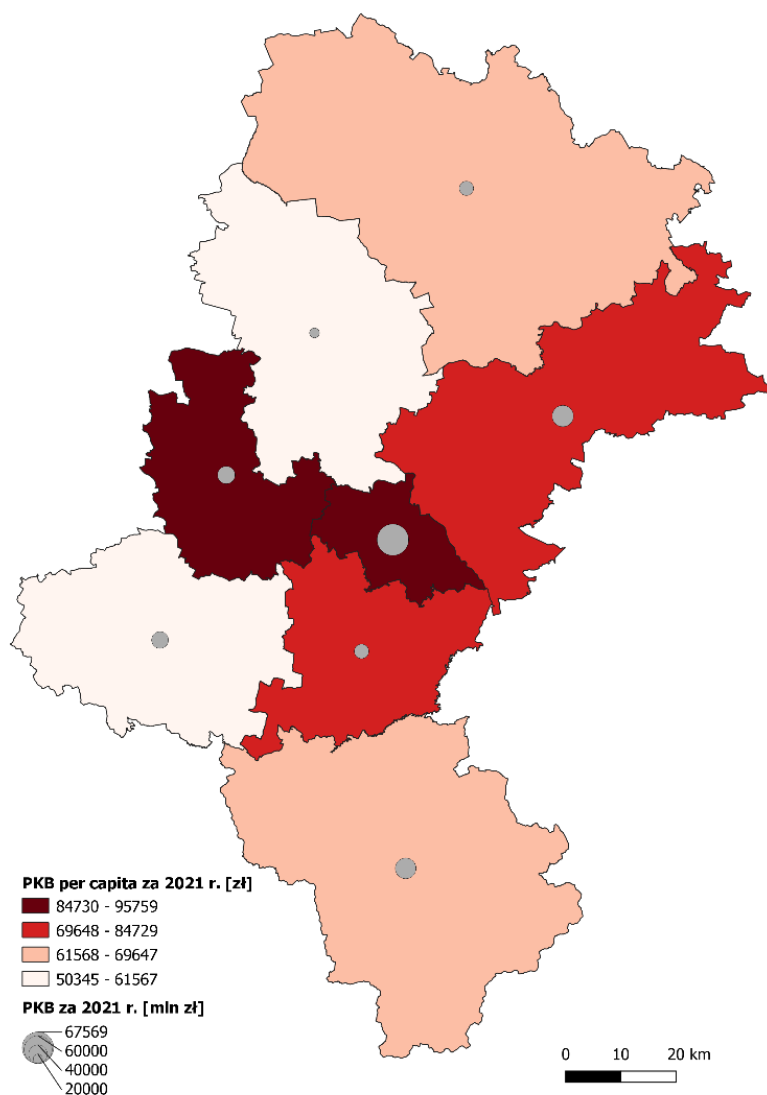 PKB per capita za 2021 r. [zł]
84730 - 95759
69648 - 84729
61568 - 69647
50345 - 61567
PKB za 2021 r. [mln zł]
67569
60000
40000
20000
0 10 20 km